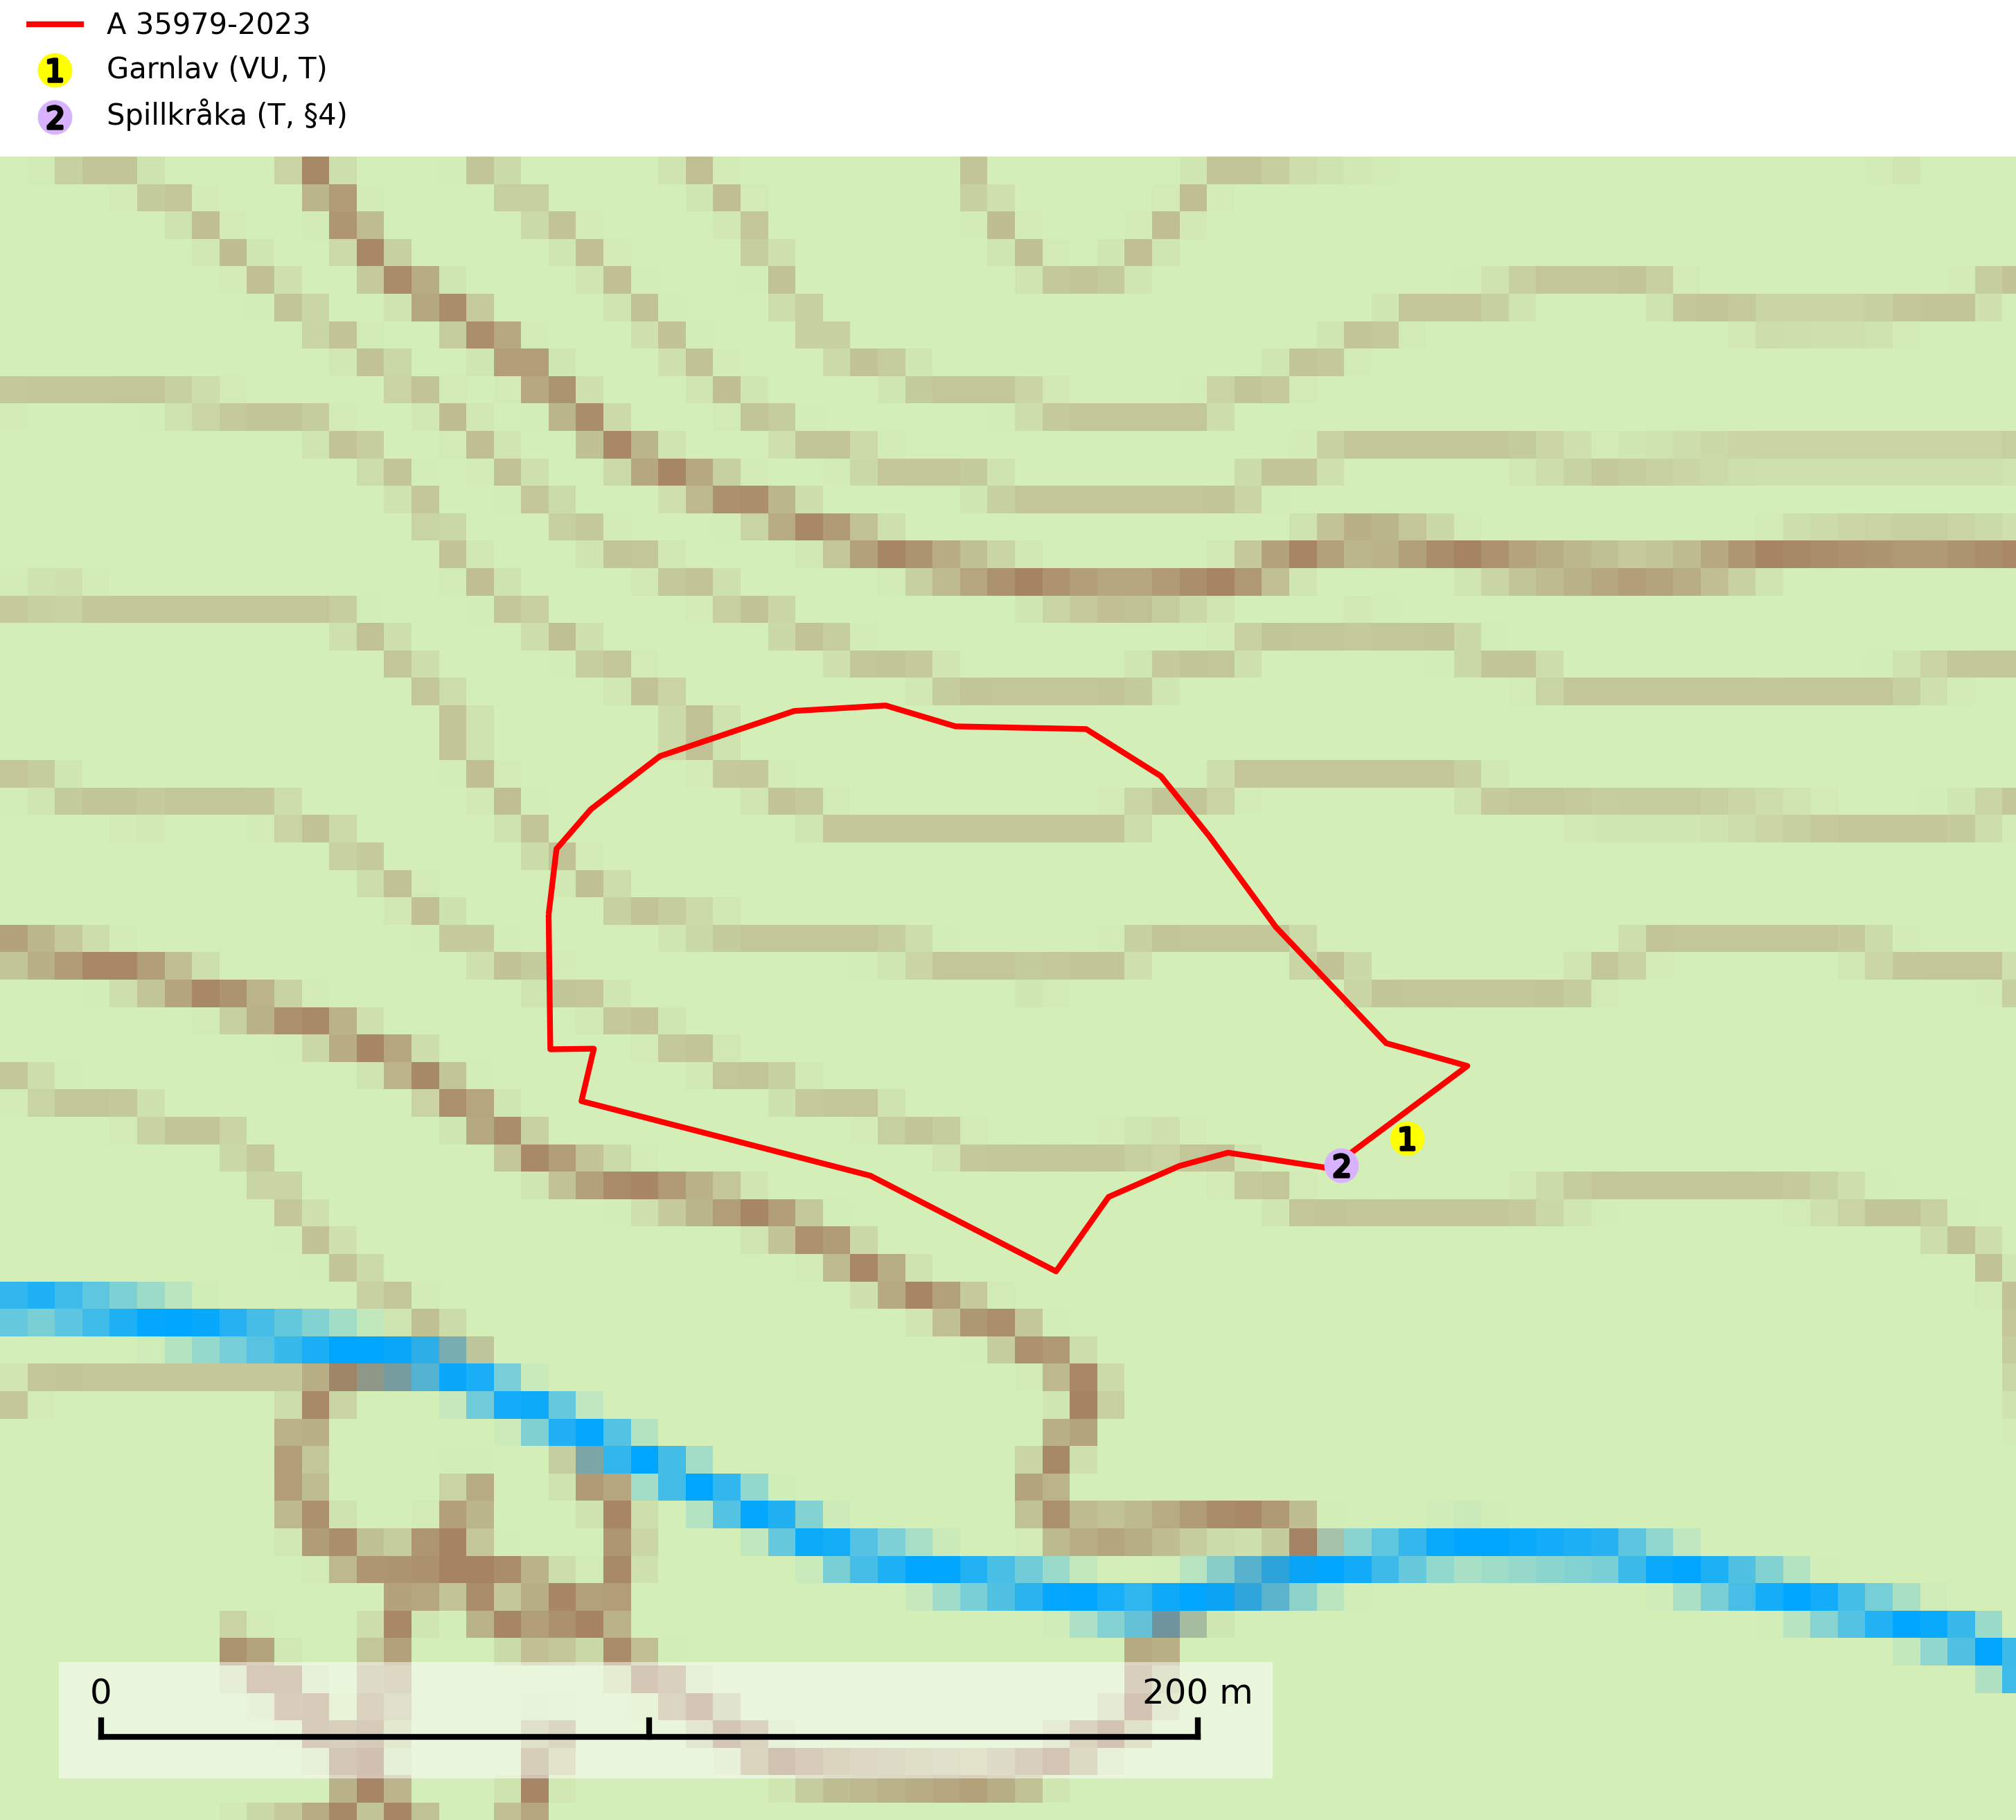 A 35979-2023
1 Garnlav (VU, T)
2 Spillkråka (T, §4)
1
2
0 200 m